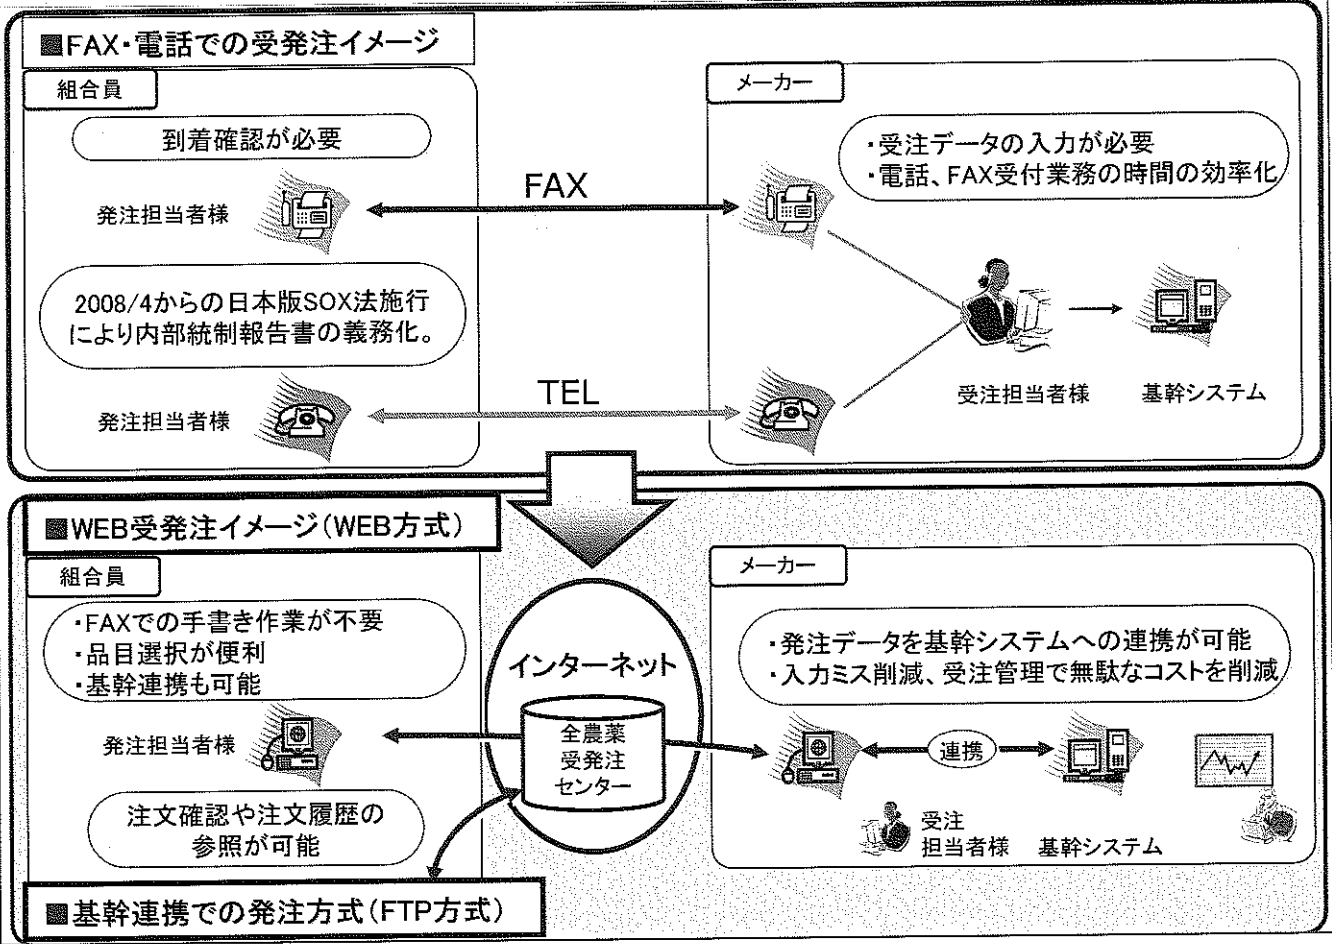 ■FAX・電話での受発注イメージ
組合員
到着確認が必要
発注担当者様
2008/4からの日本版SOX法施行
により内部統制報告書の義務化。
発注担当者様
FAX
TEL
メーカー
・受注データの入力が必要
・電話、FAX受付業務の時間の効率化
受注担当者様
基幹システム
■WEB受発注イメージ(WEB方式)
組合員
・FAXでの手書き作業が不要
・品目選択が便利
・基幹連携も可能
発注担当者様
注文確認や注文履歴の
参照が可能
インターネット
全農薬
受発注
センター
メーカー
・発注データを基幹システムへの連携が可能
・入力ミス削減、受注管理で無駄なコストを削減
連携
受注
担当者様
基幹システム
■基幹連携での発注方式(FTP方式)